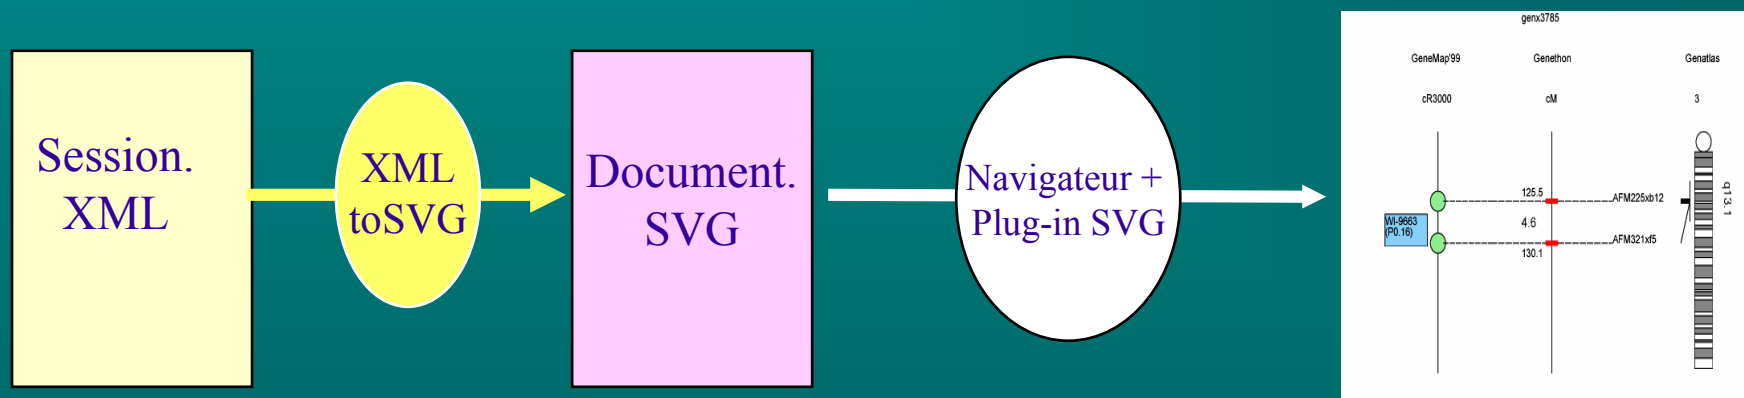 Session.
XML
XML
toSVG
Document.
SVG
Navigateur +
Plug-in SVG
genx3785
GeneMap'99
Genethon
Genatlas
cR3000
cM
3
125.5
AFM225xb12
WI-9663
(P0.16)
4.6
AFM321xf5
130.1
q13.1